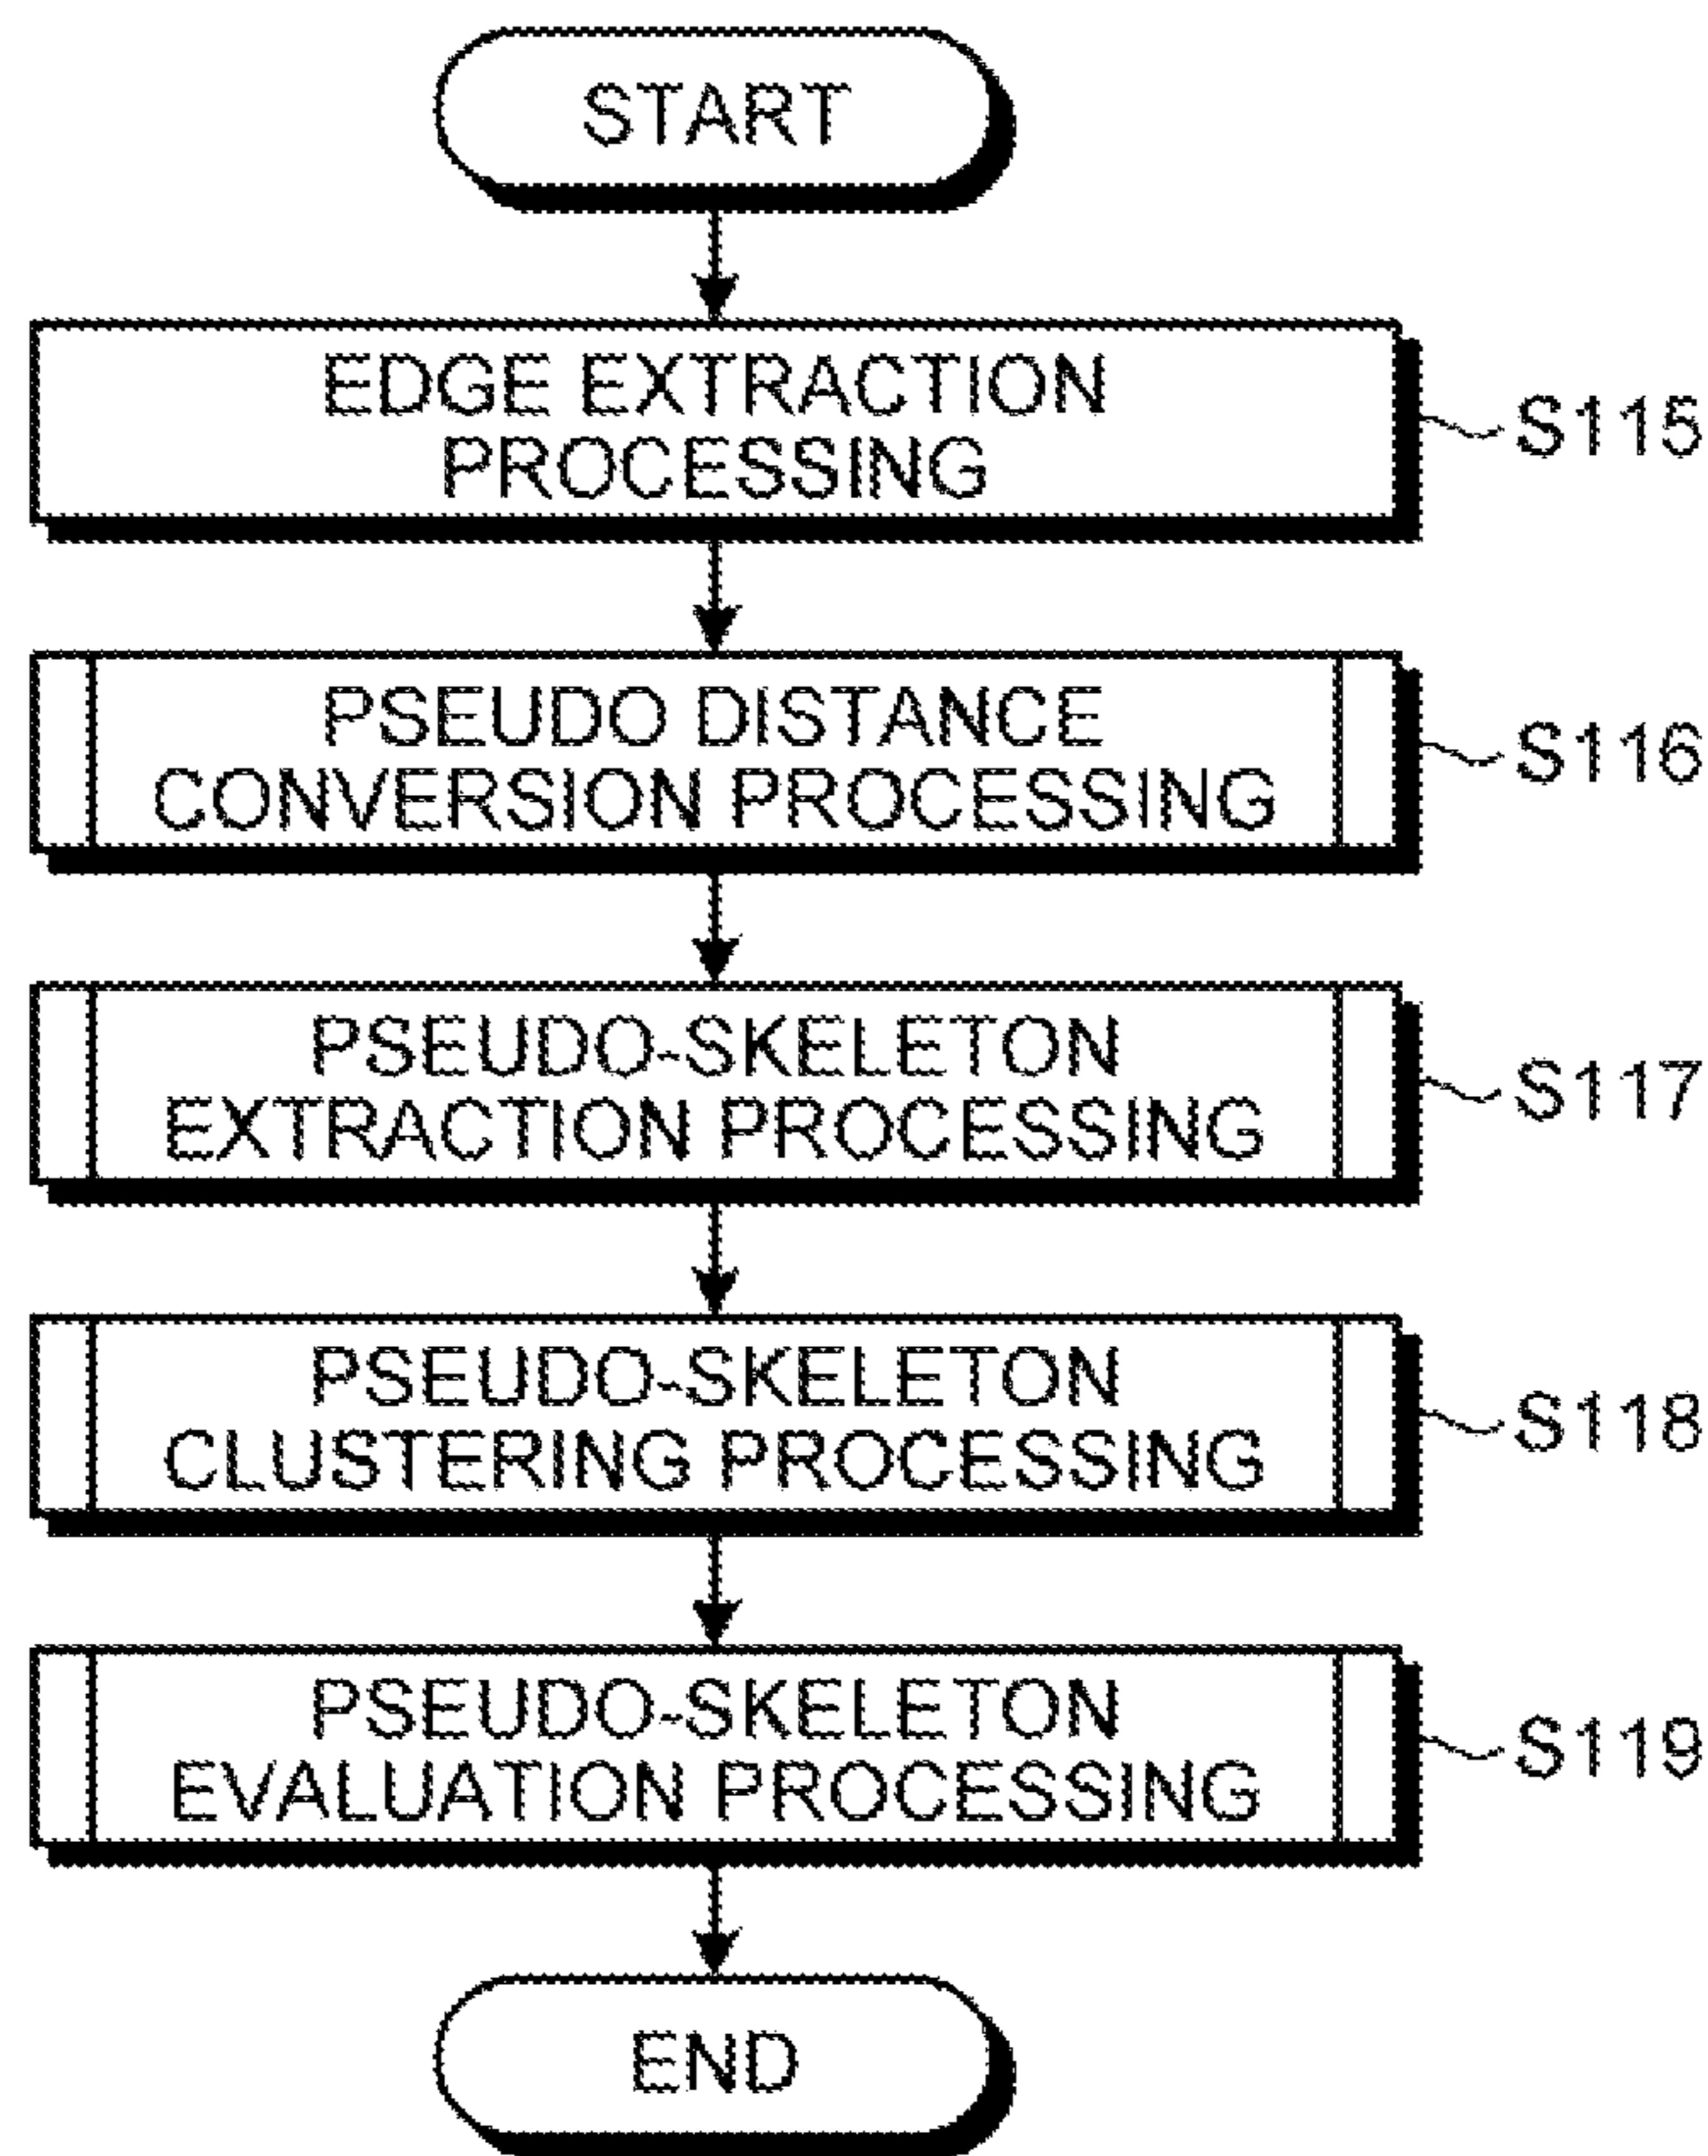 START
EDGE EXTRACTION
PROCESSING
S115
PSEUDO DISTANCE
CONVERSION PROCESSING
S116
PSEUDO-SKELETON
EXTRACTION PROCESSING
S117
PSEUDO-SKELETON
CLUSTERING PROCESSING
S118
PSEUDO-SKELETON
EVALUATION PROCESSING
S119
END